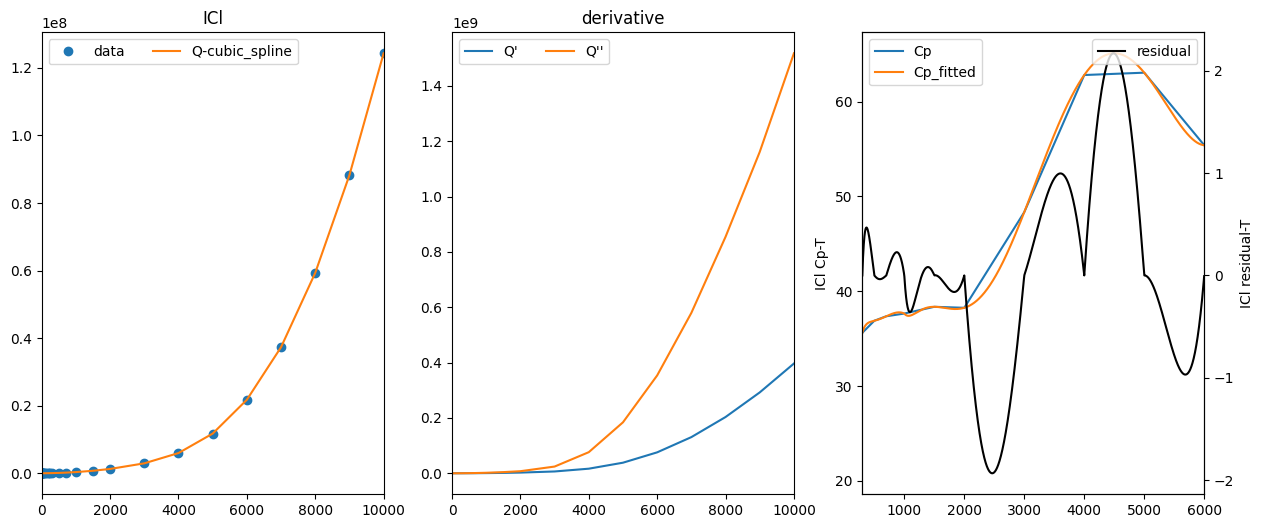 ICl
1e8
data
Q-cubic_spline
1.2
1.0
0.8
0.6
0.4
0.2
0.0
0 2000 4000 6000 8000 10000
derivative
1e9
Q'
Q''
1.4
1.2
1.0
0.8
0.6
0.4
0.2
0.0
0 2000 4000 6000 8000 10000
Cp
Cp_fitted
residual
ICl Cp-T
60
50
40
30
20
1000 2000 3000 4000 5000 6000
2
1
0
−1
−2
ICl residual-T